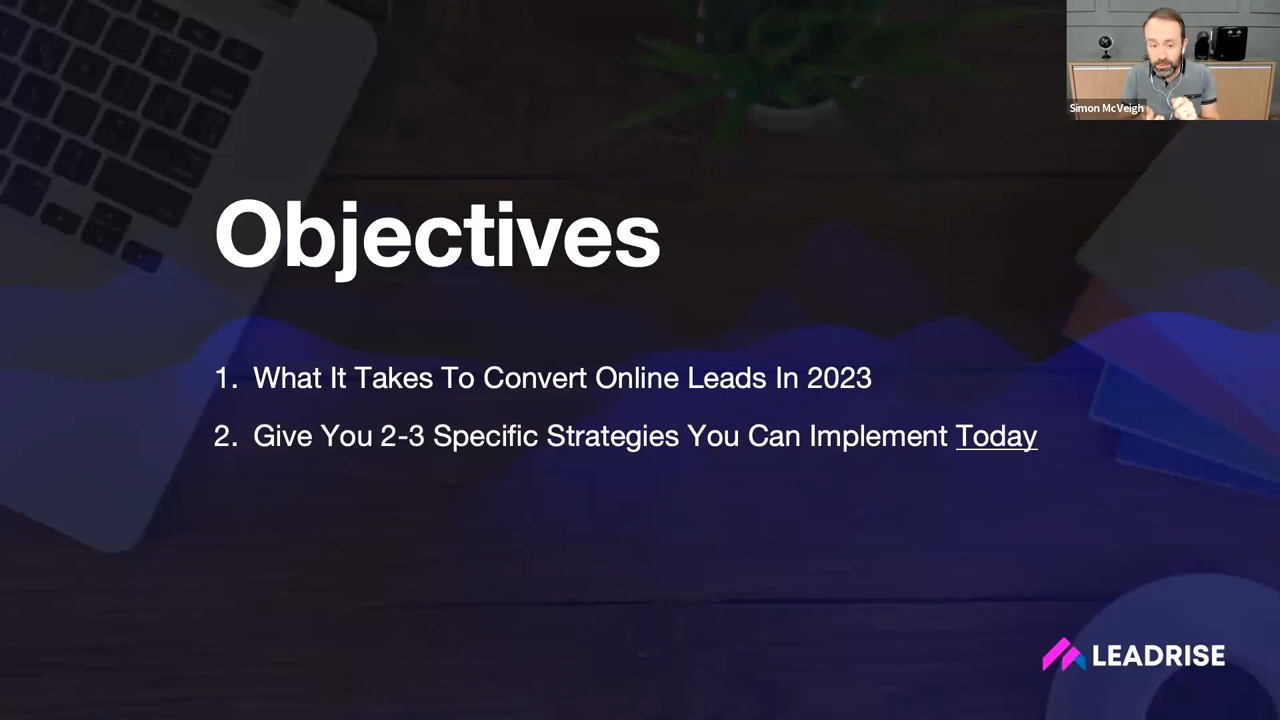 Simon McVeigh
Objectives
1. What It Takes To Convert Online Leads In 2023
2. Give You 2-3 Specific Strategies You Can Implement Today
LEADRISE